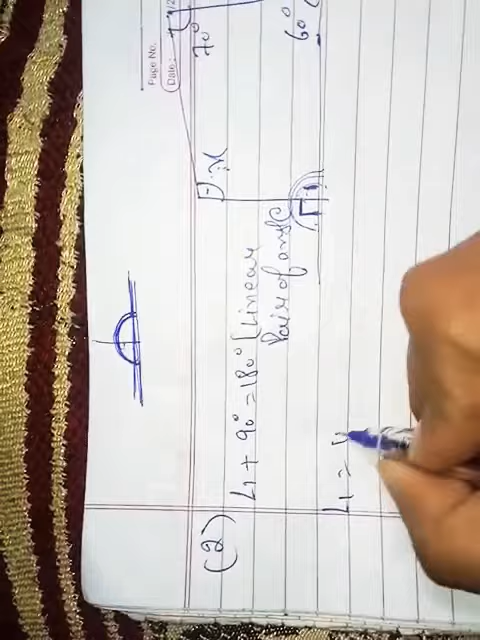 Page No.
Date:
70°
60°
x
1
(2) ∠1 + 90° = 180° [Linear
Pair of angle]
∠1 =